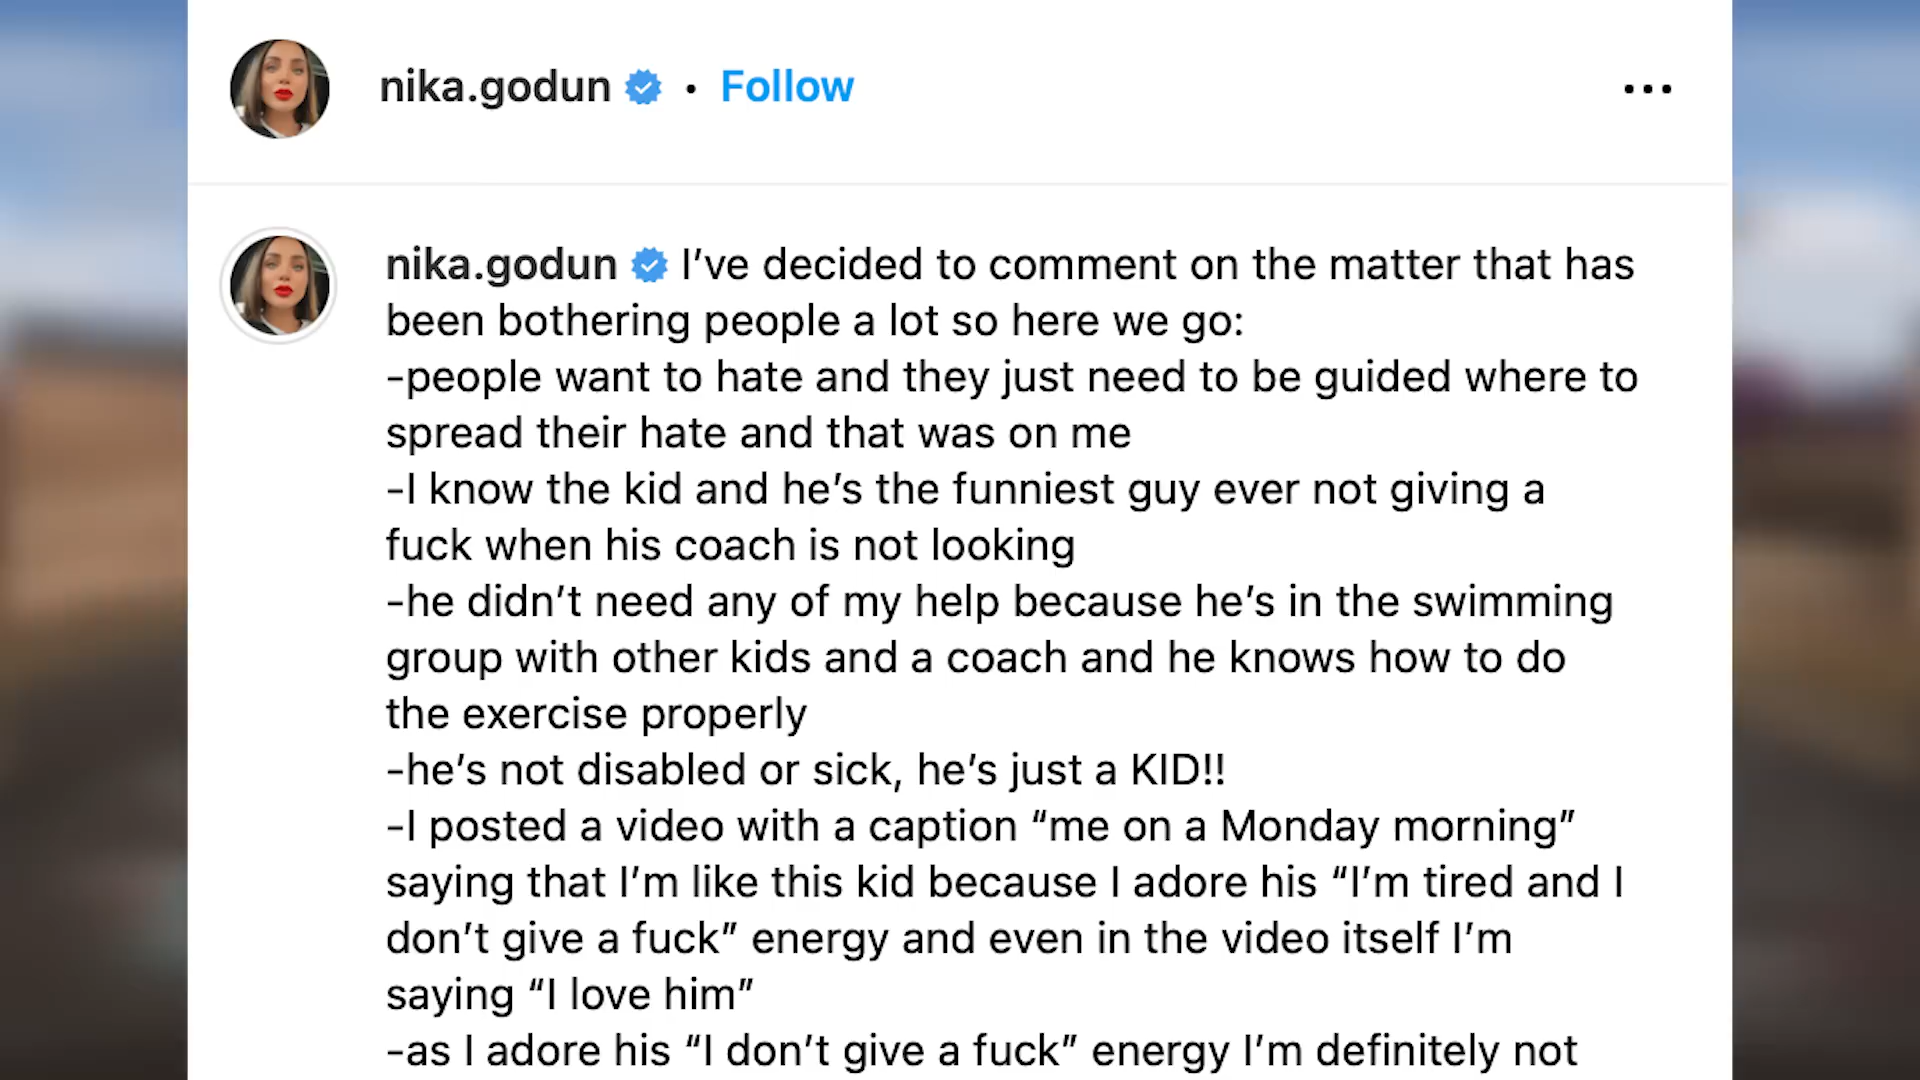 nika.godun • Follow
nika.godun I’ve decided to comment on the matter that has
been bothering people a lot so here we go:
-people want to hate and they just need to be guided where to
spread their hate and that was on me
-I know the kid and he’s the funniest guy ever not giving a
fuck when his coach is not looking
-he didn’t need any of my help because he’s in the swimming
group with other kids and a coach and he knows how to do
the exercise properly
-he’s not disabled or sick, he’s just a KID!!
-I posted a video with a caption “me on a Monday morning”
saying that I’m like this kid because I adore his “I’m tired and I
don’t give a fuck” energy and even in the video itself I’m
saying “I love him”
-as I adore his “I don’t give a fuck” energy I’m definitely not